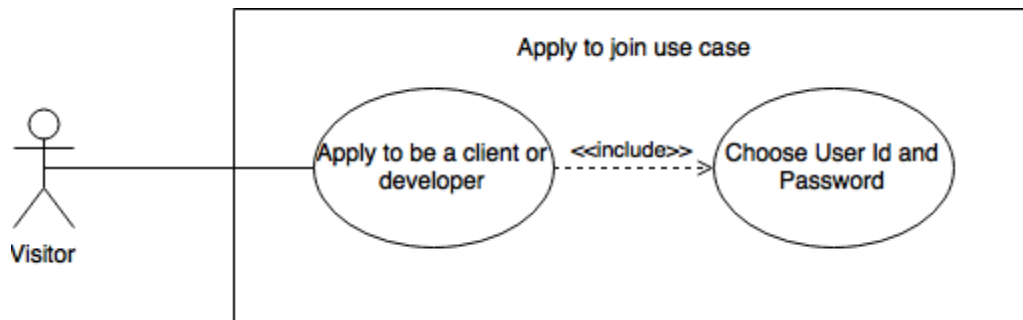 Apply to join use case
Apply to be a client or
developer
<<include>>
Choose User Id and
Password
Visitor